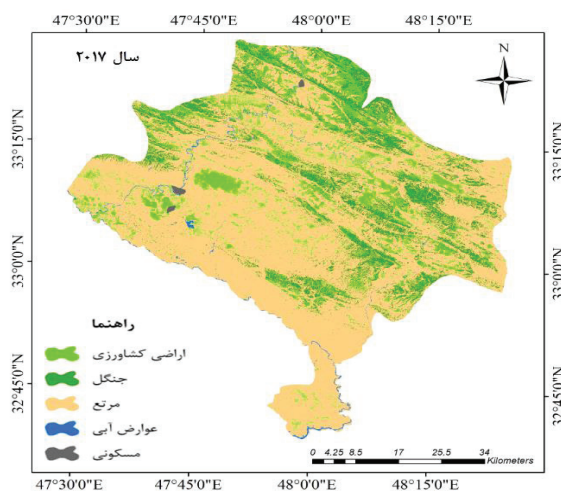 47°30'0"E 47°45'0"E 48°0'0"E 48°15'0"E
سال ۲۰۱۷
N
33°15'0"N
33°15'0"N
33°0'0"N
33°0'0"N
32°45'0"N
32°45'0"N
راهنما
اراضی کشاورزی
جنگل
مرتع
عوارض آبی
مسکونی
0 4.25 8.5 17 25.5 34
Kilometers
47°30'0"E 47°45'0"E 48°0'0"E 48°15'0"E